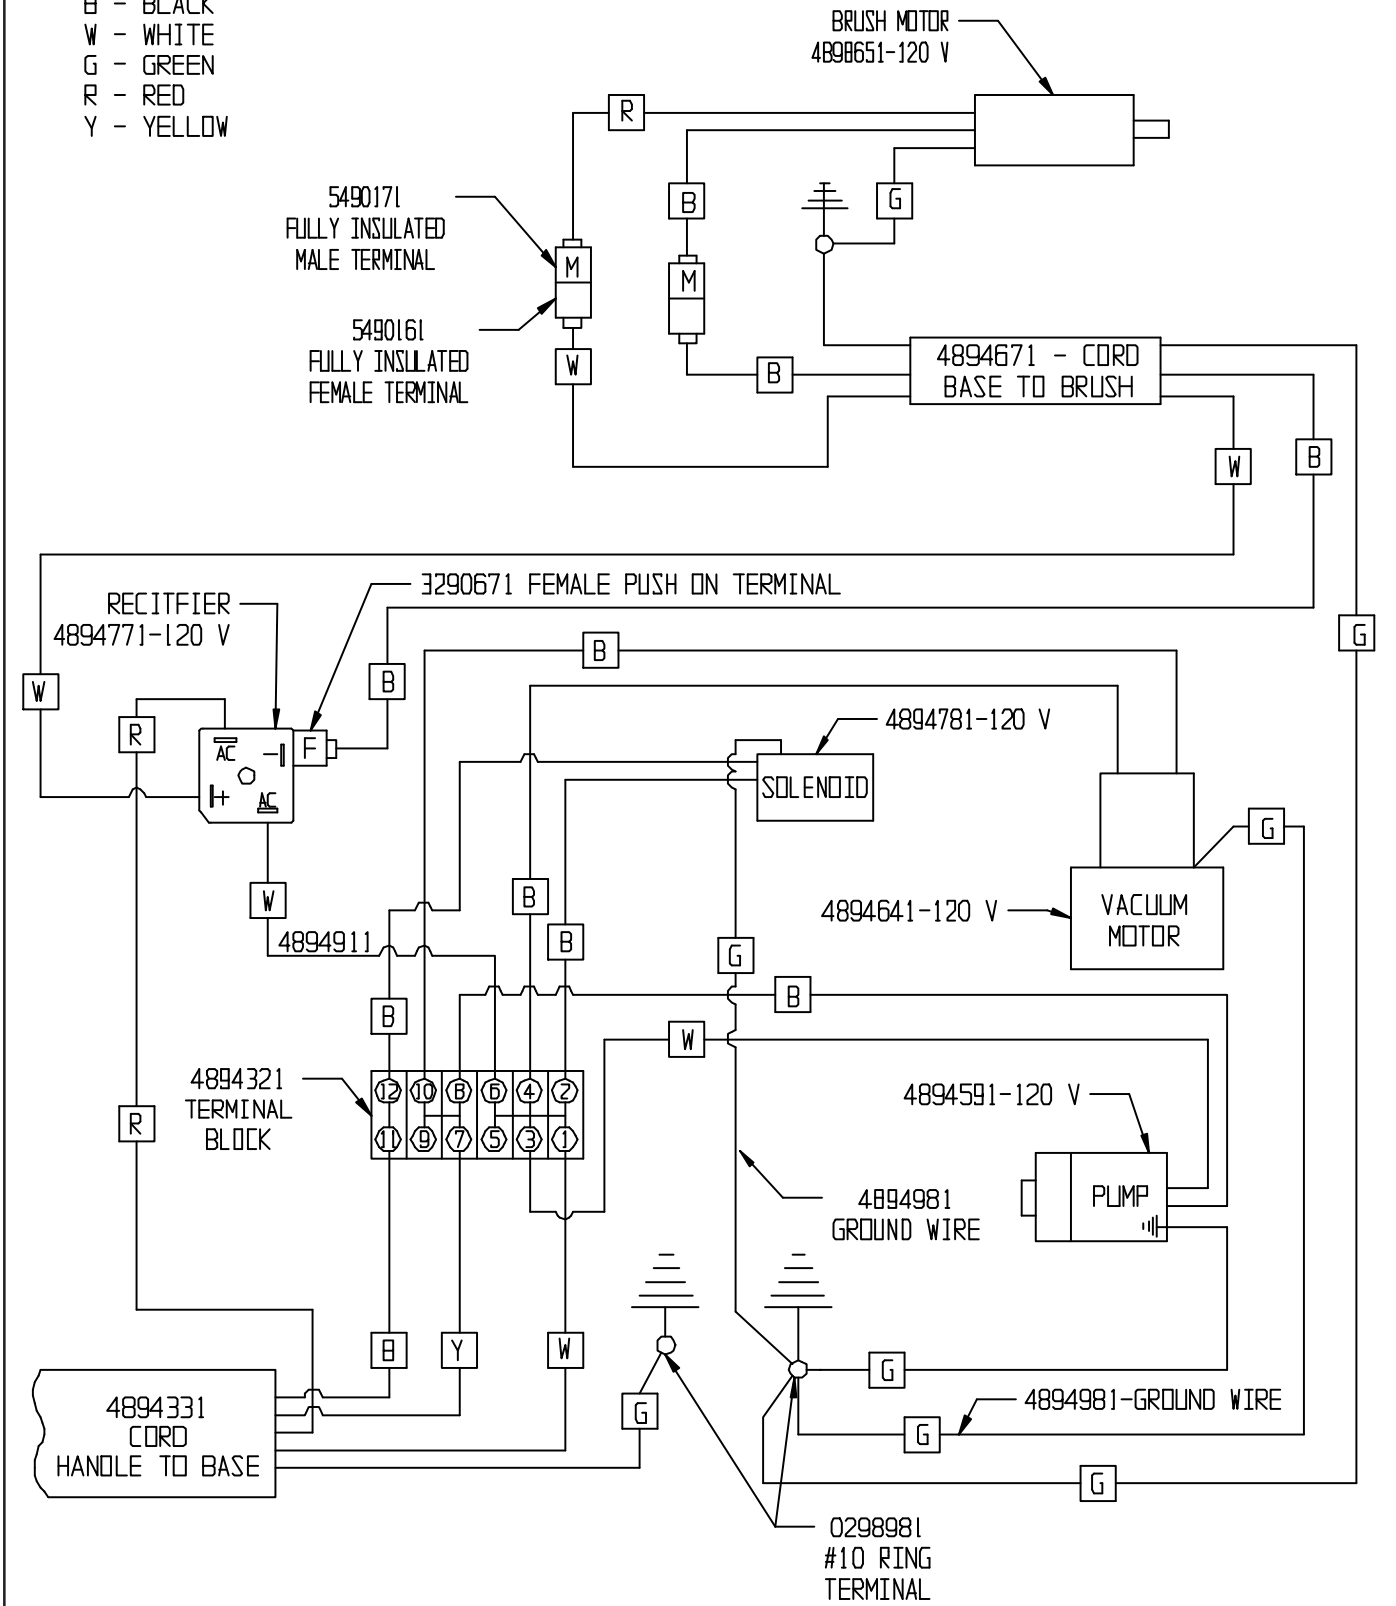 B - BLACK
W - WHITE
G - GREEN
R - RED
Y - YELLOW
BRUSH MOTOR
4898651-120 V
R
B
G
5490171
FULLY INSULATED
MALE TERMINAL
M
M
5490161
FULLY INSULATED
FEMALE TERMINAL
W
B
4894671 - CORD
BASE TO BRUSH
W
B
3290671 FEMALE PUSH ON TERMINAL
RECITFIER
4894771-120 V
G
B
W
B
R
4894781-120 V
AC
-
F
SOLENOID
+
AC
G
W
B
4894641-120 V
VACUUM
MOTOR
4894911
B
G
B
B
W
4894321
TERMINAL
BLOCK
12
10
8
6
4
2
11
9
7
5
3
1
4894591-120 V
R
PUMP
4894981
GROUND WIRE
B
Y
W
G
G
4894331
CORD
HANDLE TO BASE
4894981-GROUND WIRE
G
G
0298981
#10 RING
TERMINAL